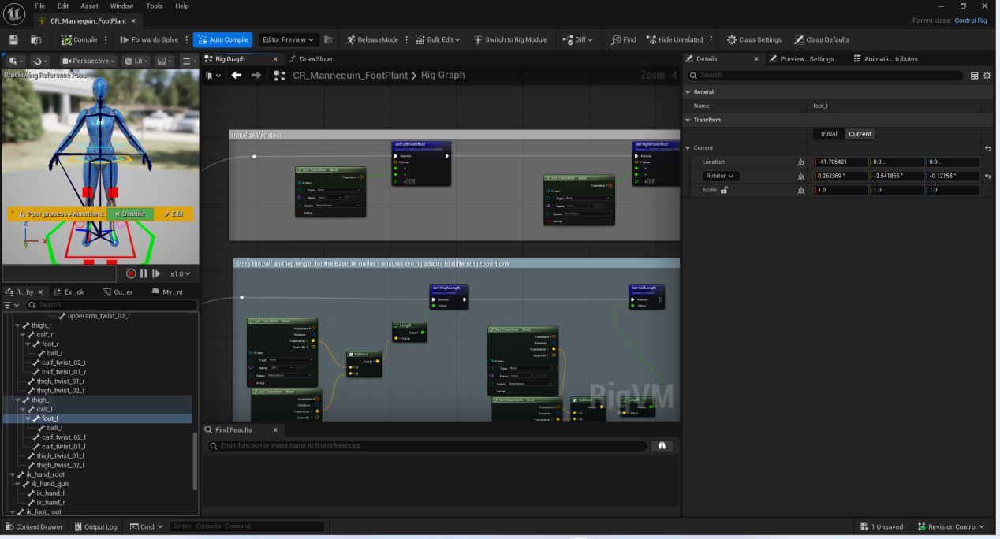 File Edit Asset Window Tools Help
CR_Mannequin_FootPlant ×
Parent class: Control Rig
Compile Forwards Solve Auto Compile Editor Preview ReleaseMode Bulk Edit Switch to Rig Module Diff Find Hide Unrelated Class Settings Class Defaults
Perspective Lit
Previewing Reference Pose
Post process Animation Disable Edit
x1.0
Rig Graph × DrawSlope
CR_Mannequin_FootPlant > Rig Graph
Zoom -4
Initialize Variables
Set LeftFootOffset
Execute
Value
X
Y
Z 0.0
Get Transform - Bone
Transform
Item
Type Bone
Name foot_l
Space GlobalSpace
Initial
Set RightFootOffset
Execute
Value
X
Y
Z 0.0
Get Transform - Bone
Transform
Item
Type Bone
Name foot_r
Space GlobalSpace
Initial
Store the calf and leg length for the Basic IK nodes - ensures the rig adapts to different proportions
Set ThighLength
Execute
Value
Set CalfLength
Execute
Value
Get Transform - Bone
Transform
Rotation
Translation
Scale3D
Item
Type Bone
Name calf_l
Space GlobalSpace
Initial
Get Transform - Bone
Transform
Rotation
Translation
Scale3D
Subtract
Result
A
B
Length
Result
Value
Get Transform - Bone
Transform
Rotation
Translation
Scale3D
Item
Type Bone
Name foot_l
Space GlobalSpace
Initial
Get Transform - Bone
Transform
Rotation
Translation
Subtract
Result
A
B
Length
Result
Value
RigVM
Find Results ×
Enter function or event name to find references...
Ri...hy × Ex...ck Cu...er My...nt
Search
upperarm_twist_02_r
thigh_r
calf_r
foot_r
ball_r
calf_twist_02_r
calf_twist_01_r
thigh_twist_01_r
thigh_twist_02_r
thigh_l
calf_l
foot_l
ball_l
calf_twist_02_l
calf_twist_01_l
thigh_twist_01_l
thigh_twist_02_l
ik_hand_root
ik_hand_gun
ik_hand_l
ik_hand_r
ik_foot_root
Details × Preview...Settings Animatio...tributes
Search
General
Name foot_l
Transform
Initial Current
Current
Location -41.705421 0.0... 0.0...
Rotator 0.262369 ° -2.541855 ° -0.12158 °
Scale 1.0 1.0 1.0
Content Drawer Output Log Cmd Enter Console Command
1 Unsaved Revision Control